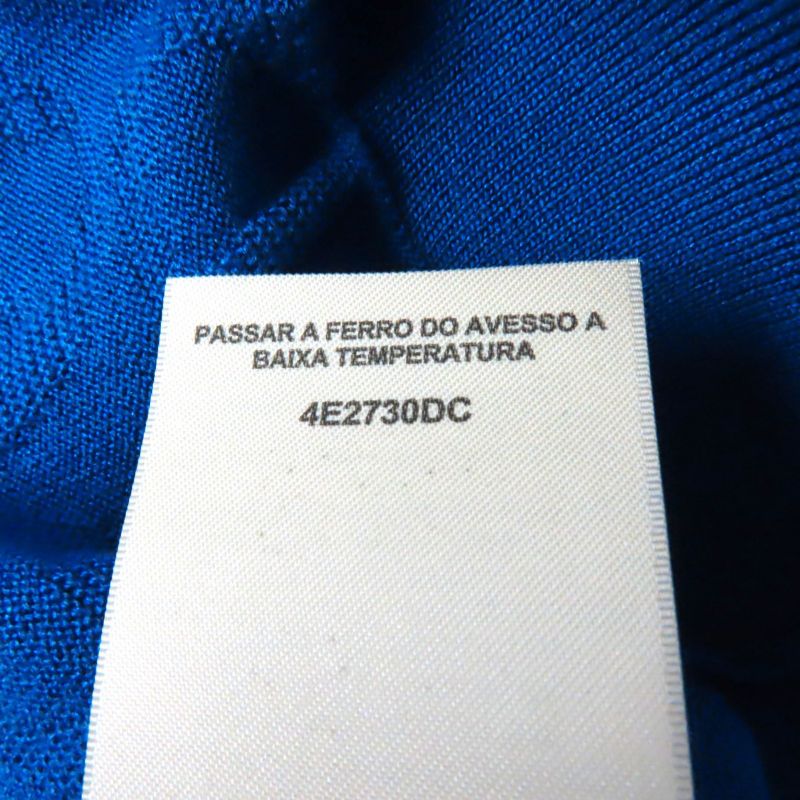 PASSAR A FERRO DO AVESSO A
BAIXA TEMPERATURA
4E2730DC